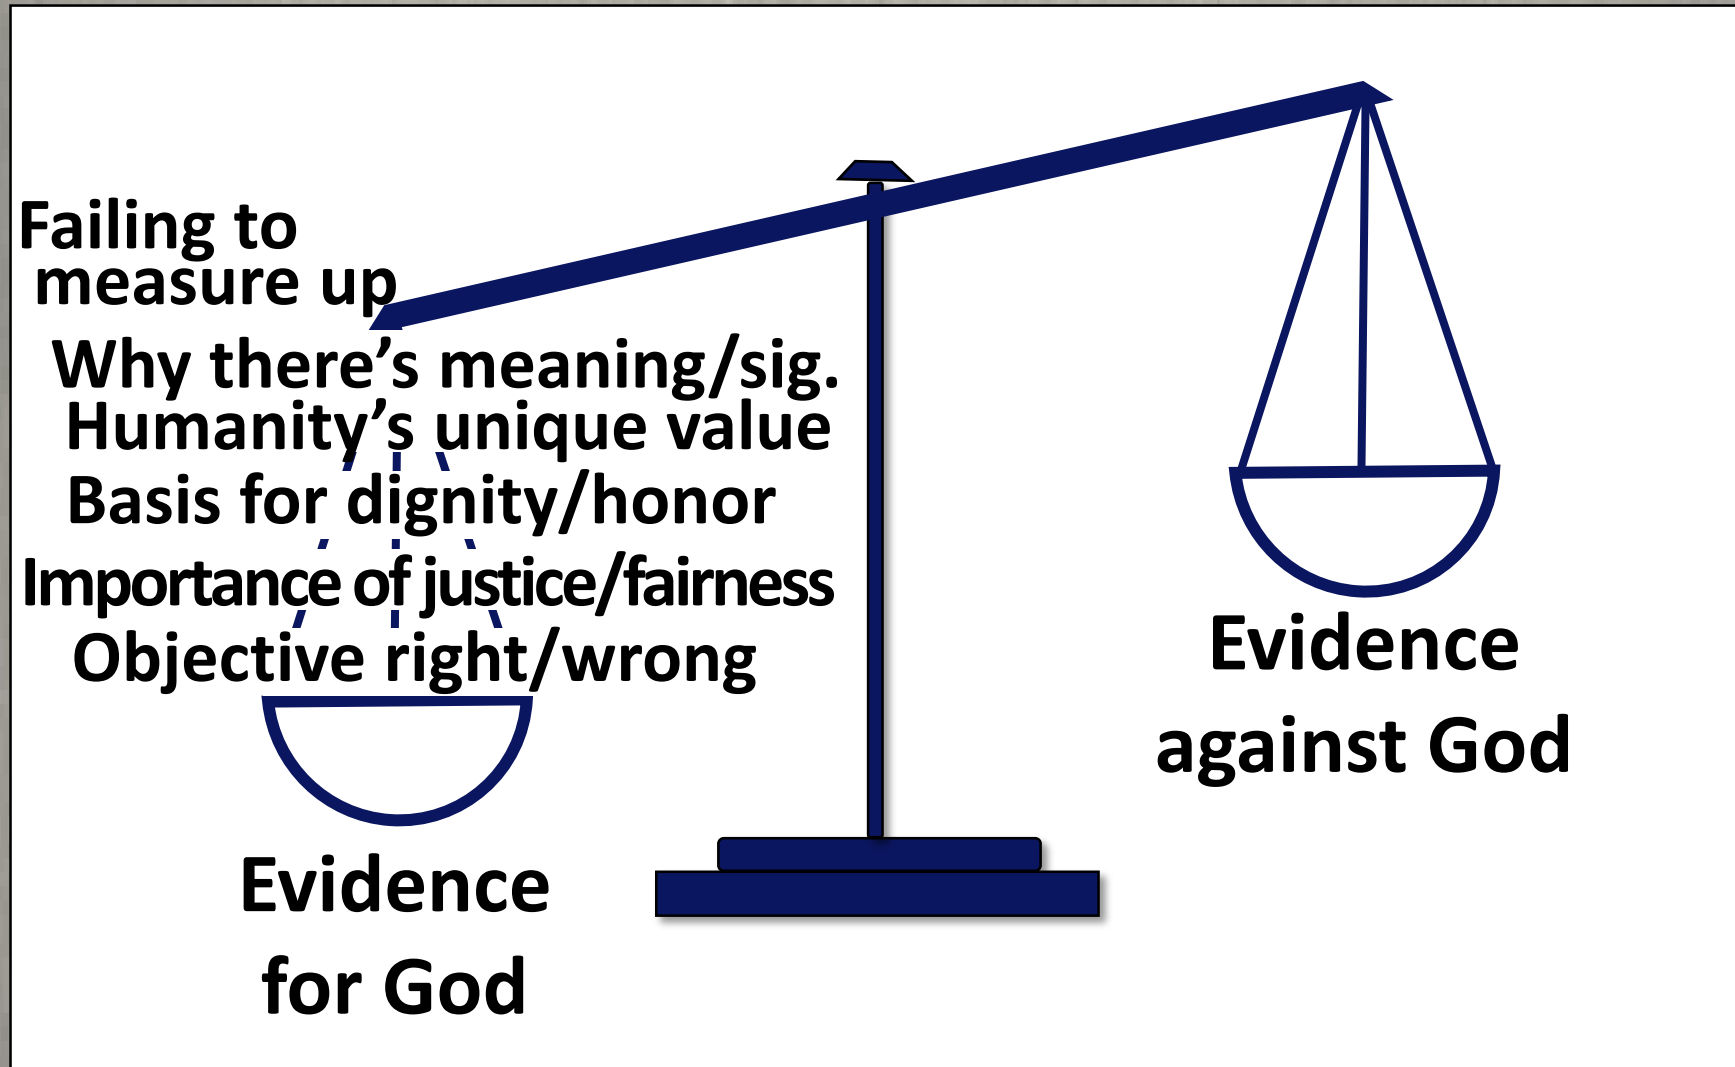 Failing to
measure up
Why there’s meaning/sig.
Humanity’s unique value
Basis for dignity/honor
Importance of justice/fairness
Objective right/wrong
Evidence
for God
Evidence
against God